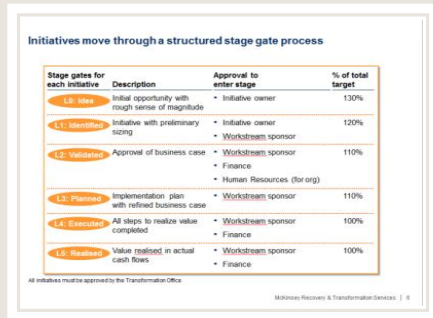 Initiatives move through a structured stage gate process
Stage gates for each initiative Description Approval to enter stage % of total target
L0: Idea Initial opportunity with rough sense of magnitude • Initiative owner 130%
L1: Identified Initiative with preliminary sizing • Initiative owner 120%
• Workstream sponsor
L2: Validated Approval of business case • Workstream sponsor 110%
• Finance
• Human Resources (for org)
L3: Planned Implementation plan with refined business case • Workstream sponsor 110%
L4: Executed All steps to realize value completed • Workstream sponsor 100%
• Finance
L5: Realised Value realised in actual cash flows • Workstream sponsor 100%
• Finance
All initiatives must be approved by the Transformation Office
McKinsey Recovery & Transformation Services | 6